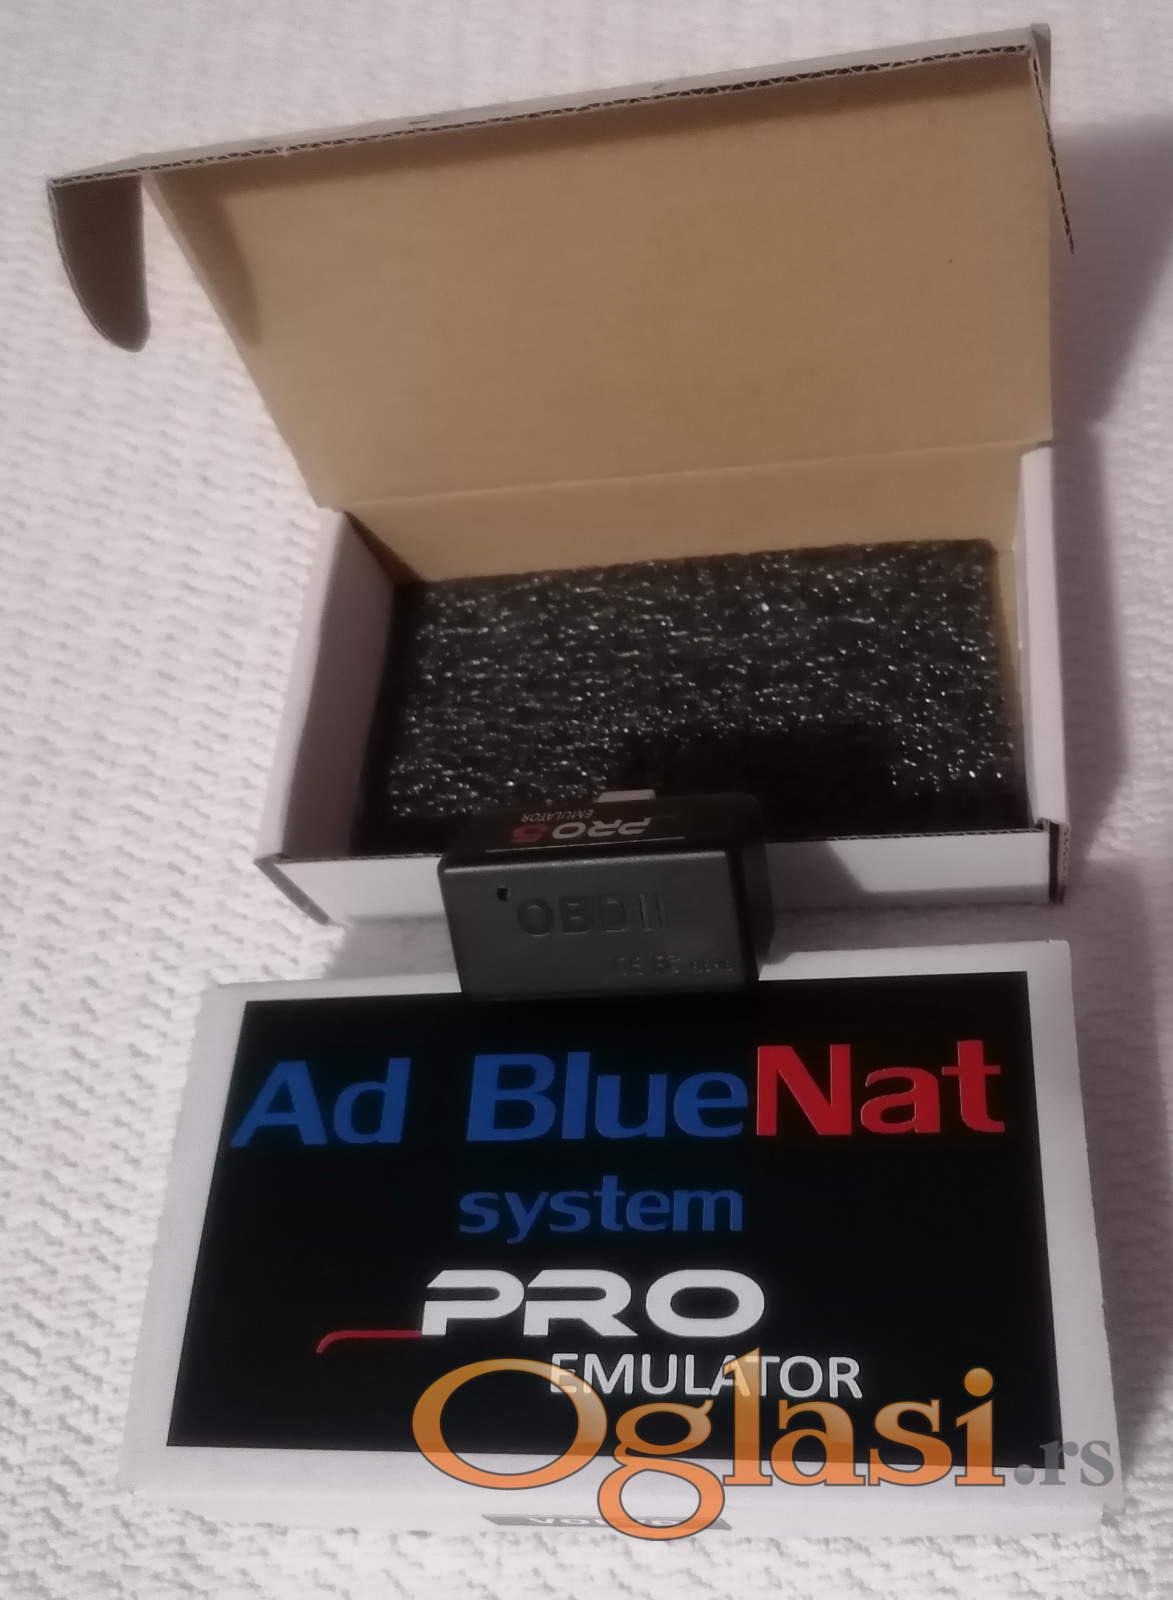 PRO5
EMULATOR
OBDII
Ad BlueNat
system
PRO
EMULATOR
Oglasi.rs